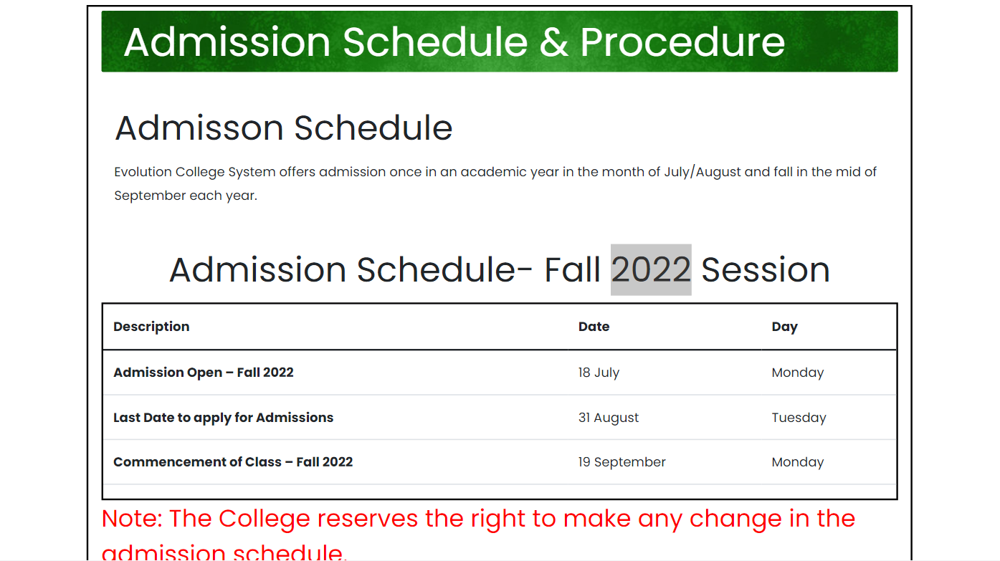 Admission Schedule & Procedure
Admisson Schedule
Evolution College System offers admission once in an academic year in the month of July/August and fall in the mid of
September each year.
Admission Schedule- Fall 2022 Session
Description Date Day
Admission Open – Fall 2022 18 July Monday
Last Date to apply for Admissions 31 August Tuesday
Commencement of Class – Fall 2022 19 September Monday
Note: The College reserves the right to make any change in the
admission schedule.